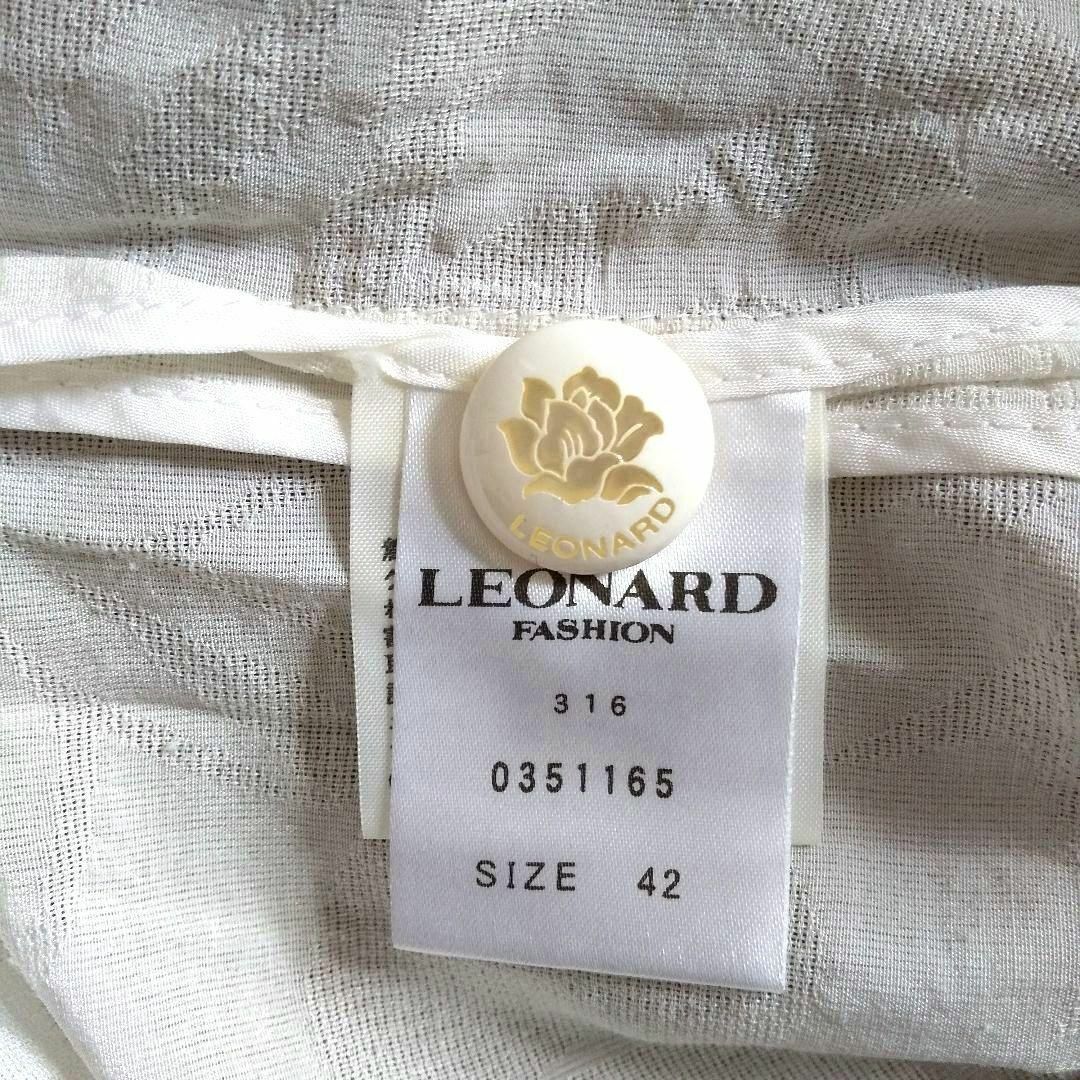 LEONARD
LEONARD
FASHION
316
0351165
SIZE 42